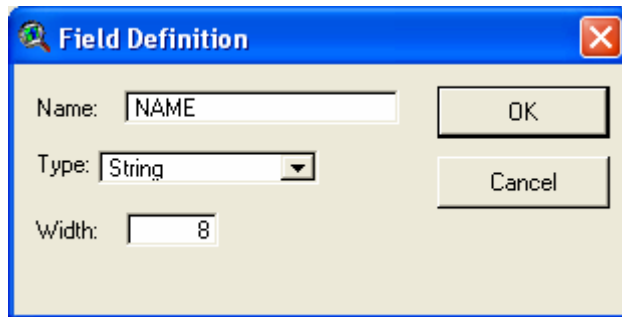 Field Definition
Name: NAME
OK
Type: String
Cancel
Width: 8